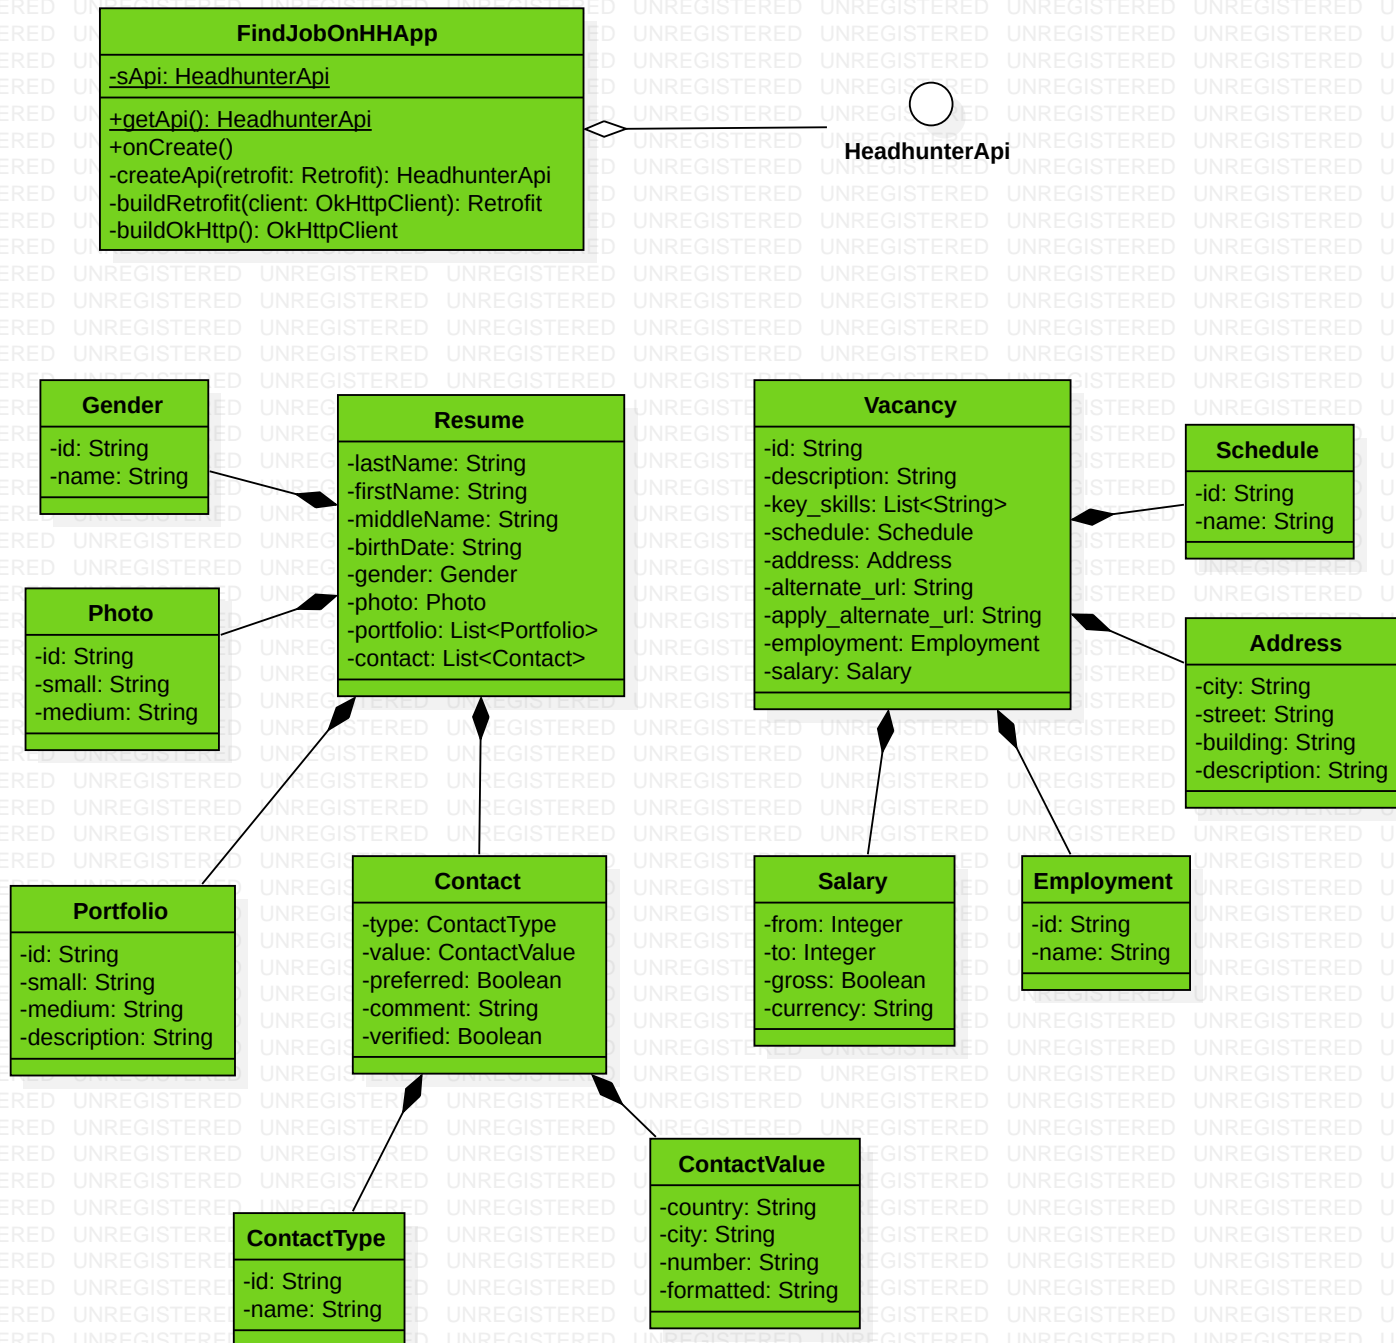 FindJobOnHHApp
-sApi: HeadhunterApi
+getApi(): HeadhunterApi
+onCreate()
-createApi(retrofit: Retrofit): HeadhunterApi
-buildRetrofit(client: OkHttpClient): Retrofit
-buildOkHttp(): OkHttpClient
HeadhunterApi
Gender
-id: String
-name: String
Resume
-lastName: String
-firstName: String
-middleName: String
-birthDate: String
-gender: Gender
-photo: Photo
-portfolio: List<Portfolio>
-contact: List<Contact>
Vacancy
-id: String
-description: String
-key_skills: List<String>
-schedule: Schedule
-address: Address
-alternate_url: String
-apply_alternate_url: String
-employment: Employment
-salary: Salary
Schedule
-id: String
-name: String
Photo
-id: String
-small: String
-medium: String
Address
-city: String
-street: String
-building: String
-description: String
Portfolio
-id: String
-small: String
-medium: String
-description: String
Contact
-type: ContactType
-value: ContactValue
-preferred: Boolean
-comment: String
-verified: Boolean
Salary
-from: Integer
-to: Integer
-gross: Boolean
-currency: String
Employment
-id: String
-name: String
ContactType
-id: String
-name: String
ContactValue
-country: String
-city: String
-number: String
-formatted: String
UNREGISTERED